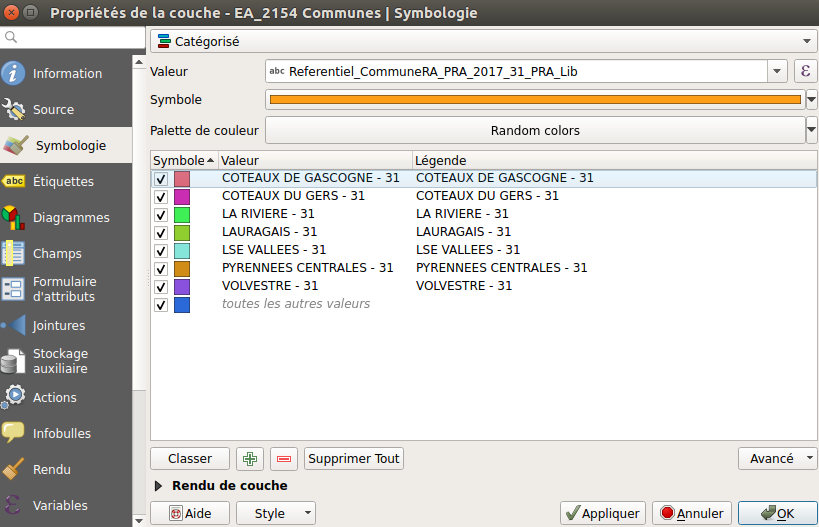 Propriétés de la couche - EA_2154 Communes | Symbologie
Catégorisé
Information
Source
Symbologie
abc Étiquettes
Diagrammes
Champs
Formulaire
d'attributs
Jointures
Stockage
auxiliaire
Actions
Infobulles
Rendu
Variables
Valeur abc Referentiel_CommuneRA_PRA_2017_31_PRA_Lib ε
Symbole
Palette de couleur Random colors
Symbole Valeur Légende
COTEAUX DE GASCOGNE - 31 COTEAUX DE GASCOGNE - 31
COTEAUX DU GERS - 31 COTEAUX DU GERS - 31
LA RIVIERE - 31 LA RIVIERE - 31
LAURAGAIS - 31 LAURAGAIS - 31
LSE VALLEES - 31 LSE VALLEES - 31
PYRENNEES CENTRALES - 31 PYRENNEES CENTRALES - 31
VOLVESTRE - 31 VOLVESTRE - 31
toutes les autres valeurs
Classer Supprimer Tout Avancé
Rendu de couche
Aide Style Appliquer Annuler OK